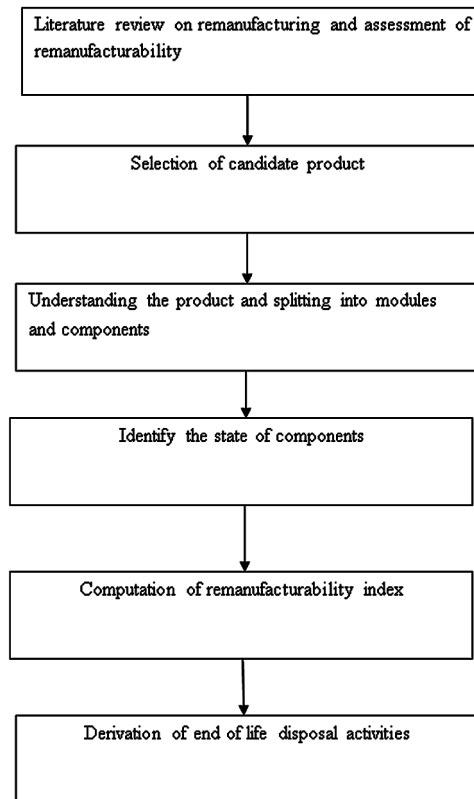 Literature review on remanufacturing and assessment of
remanufacturability
Selection of candidate product
Understanding the product and splitting into modules
and components
Identify the state of components
Computation of remanufacturability index
Derivation of end of life disposal activities